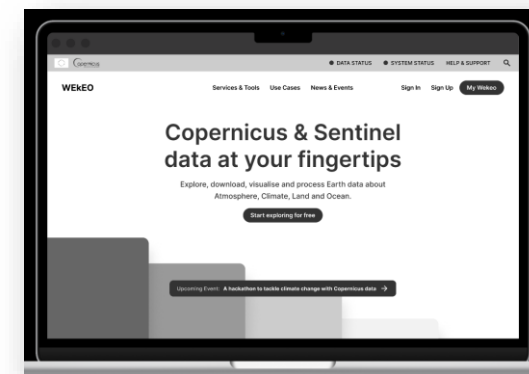 Copernicus
DATA STATUS
SYSTEM STATUS
HELP & SUPPORT
WEkEO
Services & Tools
Use Cases
News & Events
Sign In
Sign Up
My Wekeo
Copernicus & Sentinel
data at your fingertips
Explore, download, visualise and process Earth data about
Atmosphere, Climate, Land and Ocean.
Start exploring for free
Upcoming Event: A hackathon to tackle climate change with Copernicus data →